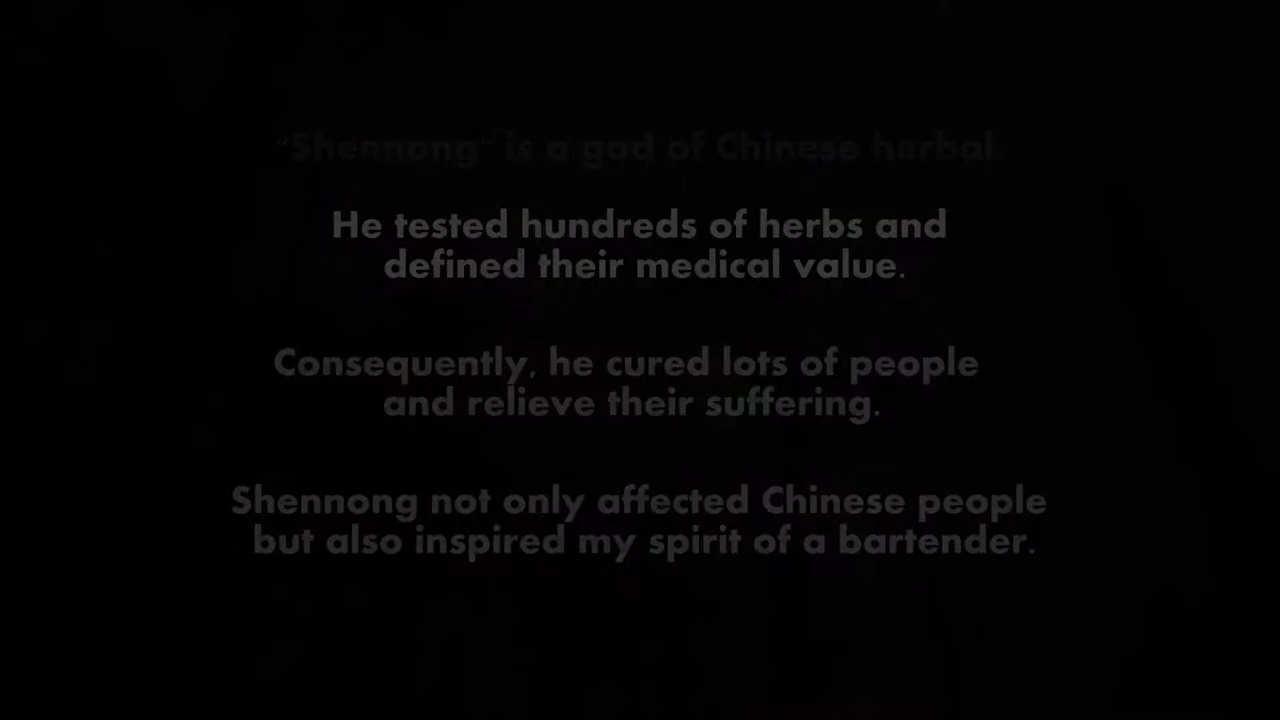 "Shennong" is a god of Chinese herbal.
He tested hundreds of herbs and
defined their medical value.
Consequently, he cured lots of people
and relieve their suffering.
Shennong not only affected Chinese people
but also inspired my spirit of a bartender.